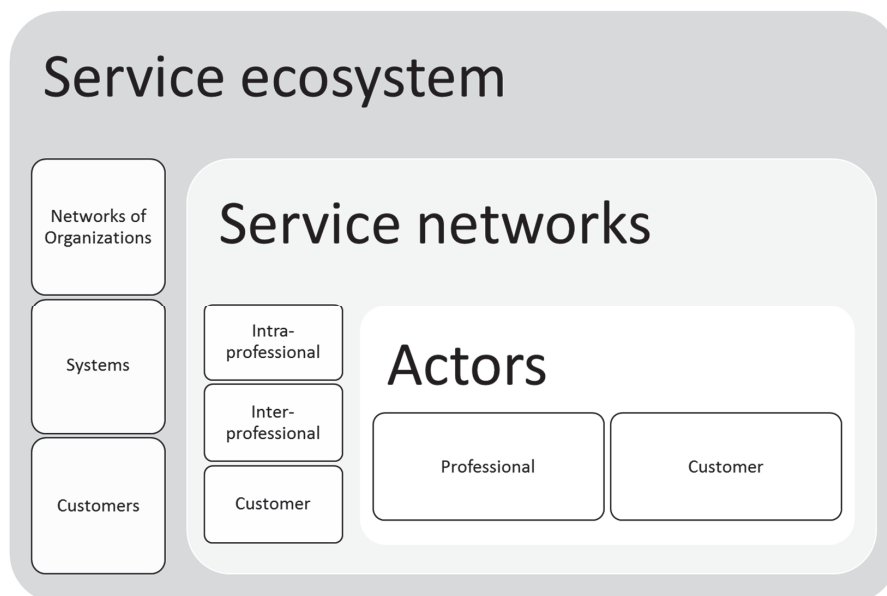 Service ecosystem
Networks of
Organizations
Systems
Customers
Service networks
Intra-
professional
Inter-
professional
Customer
Actors
Professional
Customer